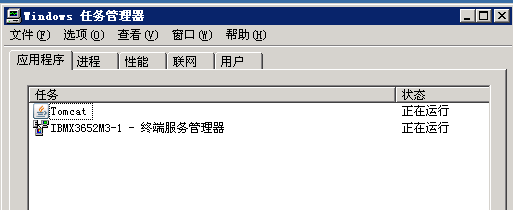 Windows 任务管理器
文件(F) 选项(O) 查看(V) 窗口(W) 帮助(H)
应用程序 进程 性能 联网 用户
任务 状态
Tomcat 正在运行
IBMX3652M3-1 - 终端服务管理器 正在运行